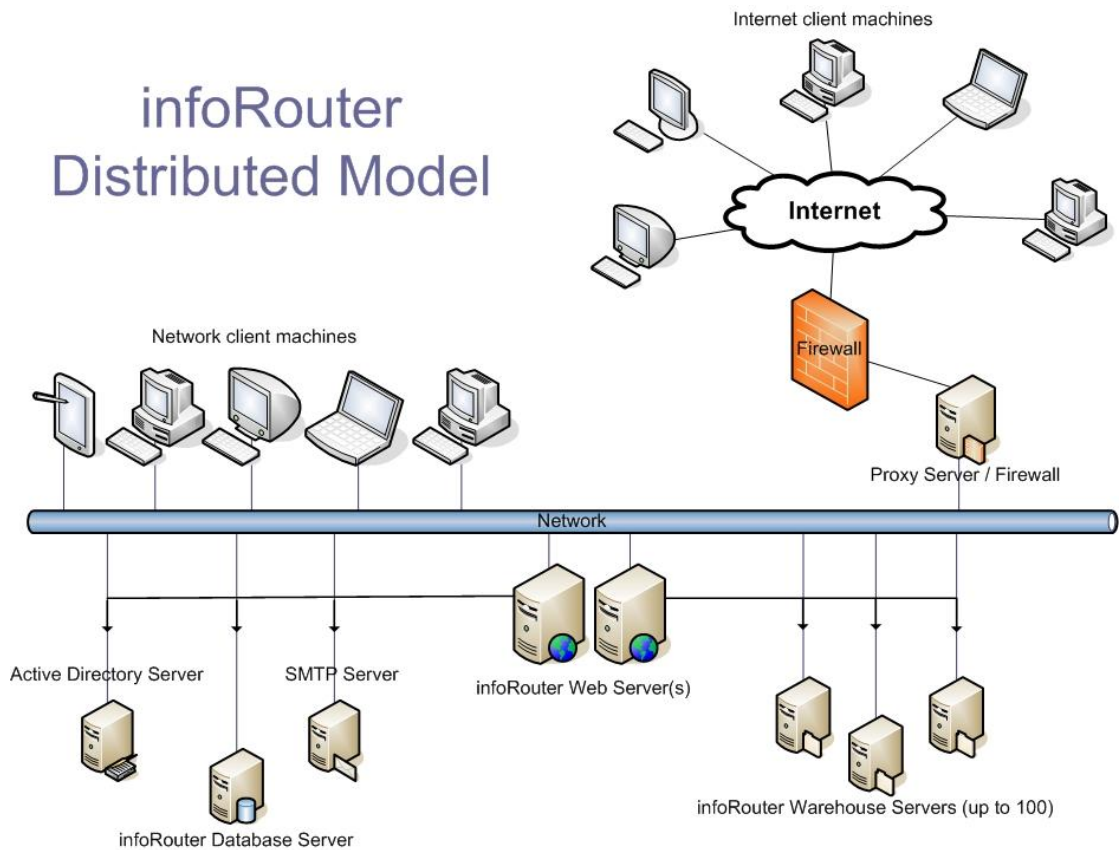 infoRouter
Distributed Model
Internet client machines
Internet
Firewall
Network client machines
Proxy Server / Firewall
Network
Active Directory Server
SMTP Server
infoRouter Web Server(s)
infoRouter Database Server
infoRouter Warehouse Servers (up to 100)